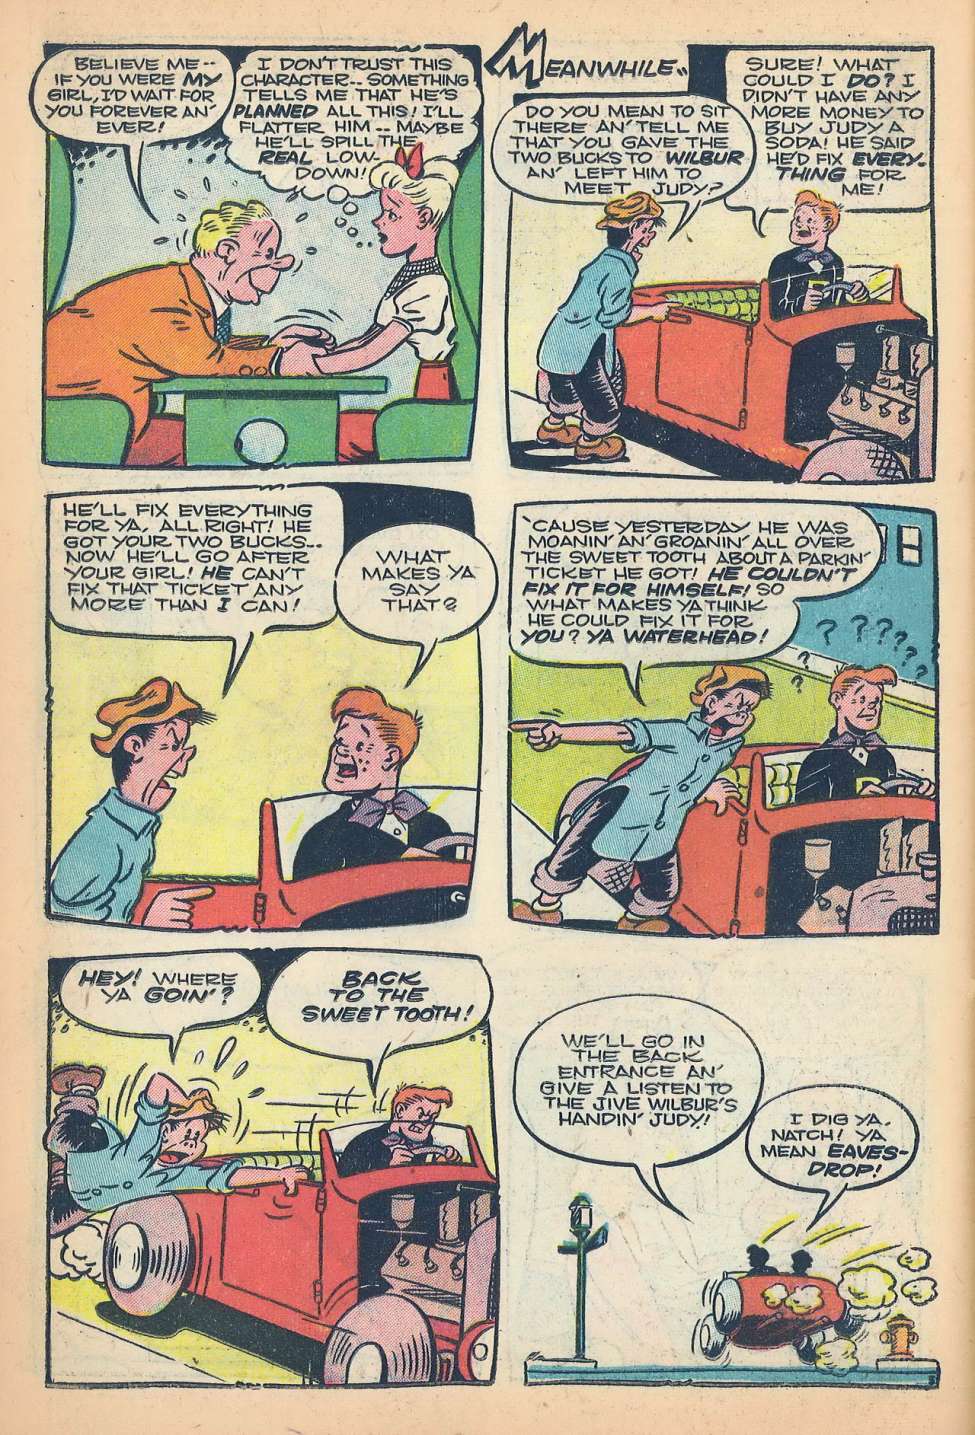 BELIEVE ME --
IF YOU WERE MY
GIRL, I'D WAIT FOR
YOU FOREVER AN'
EVER!
I DON'T TRUST THIS
CHARACTER -- SOMETHING
TELLS ME THAT HE'S
PLANNED ALL THIS! I'LL
FLATTER HIM -- MAYBE
HE'LL SPILL THE
REAL LOW-
DOWN!
MEANWHILE..
DO YOU MEAN TO SIT
THERE AN' TELL ME
THAT YOU GAVE THE
TWO BUCKS TO WILBUR
AN' LEFT HIM TO
MEET JUDY?
SURE! WHAT
COULD I DO? I
DIDN'T HAVE ANY
MORE MONEY TO
BUY JUDY A
SODA! HE SAID
HE'D FIX EVERY-
THING FOR
ME!
HE'LL FIX EVERYTHING
FOR YA, ALL RIGHT! HE
GOT YOUR TWO BUCKS--
NOW HE'LL GO AFTER
YOUR GIRL! HE CAN'T
FIX THAT TICKET ANY
MORE THAN I CAN!
WHAT
MAKES YA
SAY
THAT?
'CAUSE YESTERDAY HE WAS
MOANIN' AN' GROANIN' ALL OVER
THE SWEET TOOTH ABOUT A PARKIN'
TICKET HE GOT! HE COULDN'T
FIX IT FOR HIMSELF! SO
WHAT MAKES YA THINK
HE COULD FIX IT FOR
YOU? YA WATERHEAD!
? ? ? ? ? ?
? ?
HEY! WHERE
YA GOIN'?
BACK
TO THE
SWEET TOOTH!
WE'LL GO IN
THE BACK
ENTRANCE AN'
GIVE A LISTEN TO
THE JIVE WILBUR'S
HANDIN' JUDY!
I DIG YA,
NATCH! YA
MEAN EAVES-
DROP!